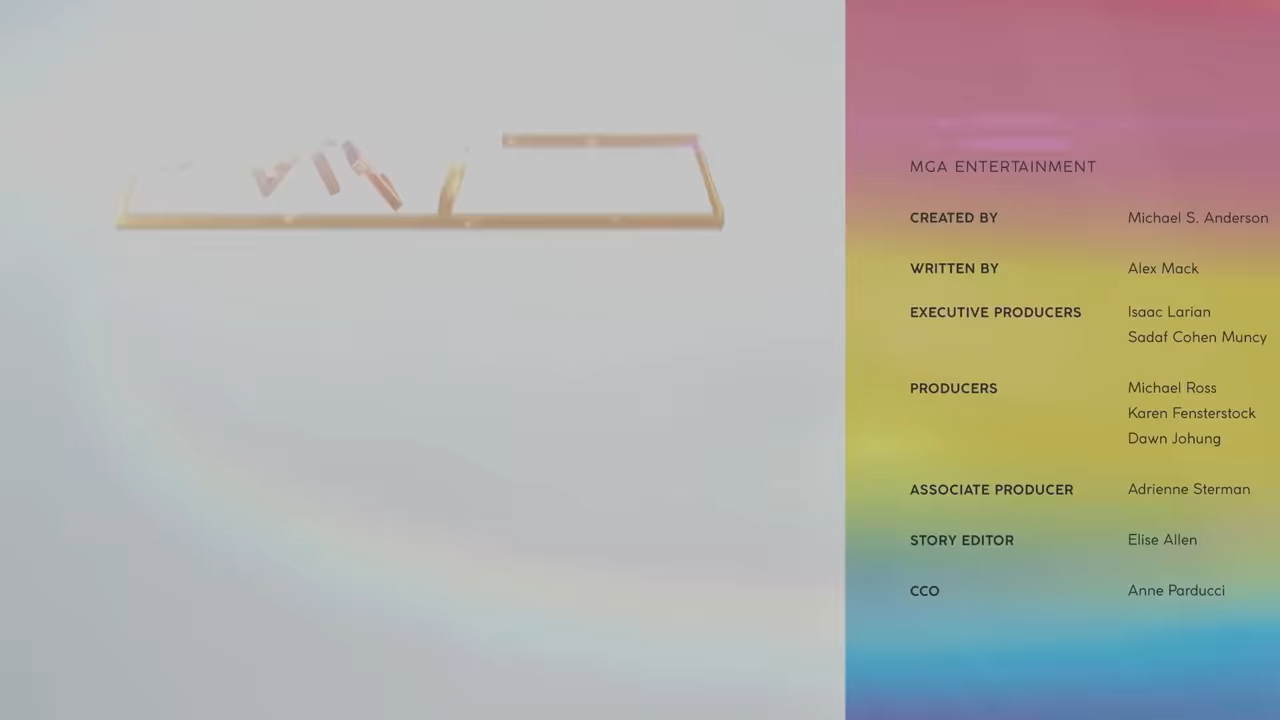 MGA ENTERTAINMENT
CREATED BY Michael S. Anderson
WRITTEN BY Alex Mack
EXECUTIVE PRODUCERS Isaac Larian
Sadaf Cohen Muncy
PRODUCERS Michael Ross
Karen Fensterstock
Dawn Johung
ASSOCIATE PRODUCER Adrienne Sterman
STORY EDITOR Elise Allen
CCO Anne Parducci